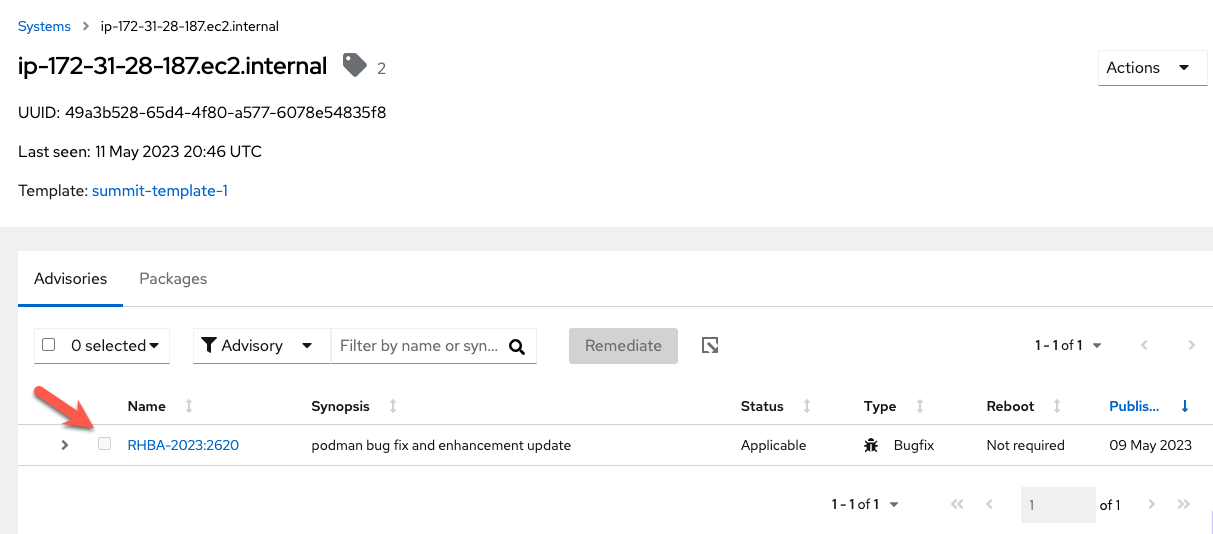 Systems > ip-172-31-28-187.ec2.internal
ip-172-31-28-187.ec2.internal 2
Actions
UUID: 49a3b528-65d4-4f80-a577-6078e54835f8
Last seen: 11 May 2023 20:46 UTC
Template: summit-template-1
Advisories Packages
0 selected Advisory Filter by name or syn... Remediate 1 - 1 of 1
Name Synopsis Status Type Reboot Publis...
RHBA-2023:2620 podman bug fix and enhancement update Applicable Bugfix Not required 09 May 2023
1 - 1 of 1 1 of 1